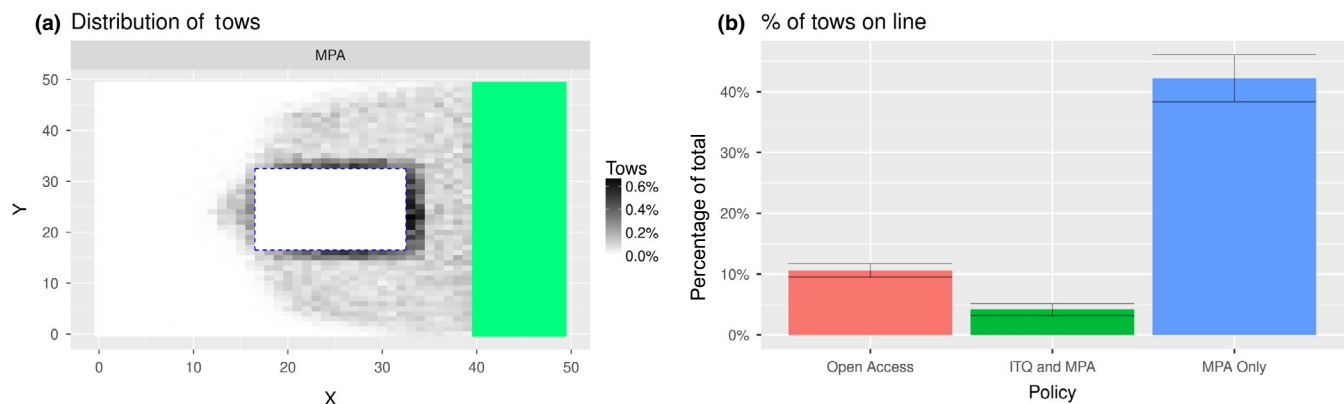 (a) Distribution of tows
MPA
50
40
30
20
10
0
Y
0 10 20 30 40 50
X
Tows
0.6%
0.4%
0.2%
0.0%
(b) % of tows on line
40%
30%
20%
10%
0%
Percentage of total
Open Access ITQ and MPA MPA Only
Policy